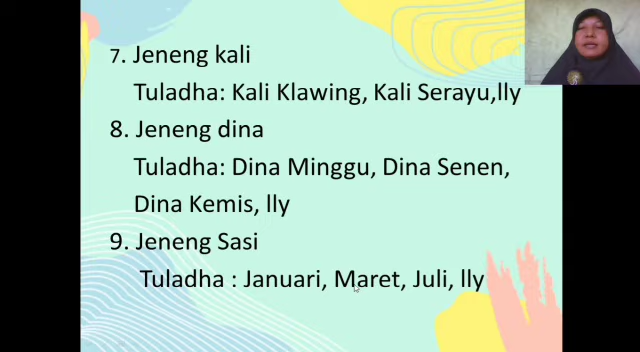 7. Jeneng kali
Tuladha: Kali Klawing, Kali Serayu,lly
8. Jeneng dina
Tuladha: Dina Minggu, Dina Senen,
Dina Kemis, lly
9. Jeneng Sasi
Tuladha : Januari, Maret, Juli, lly